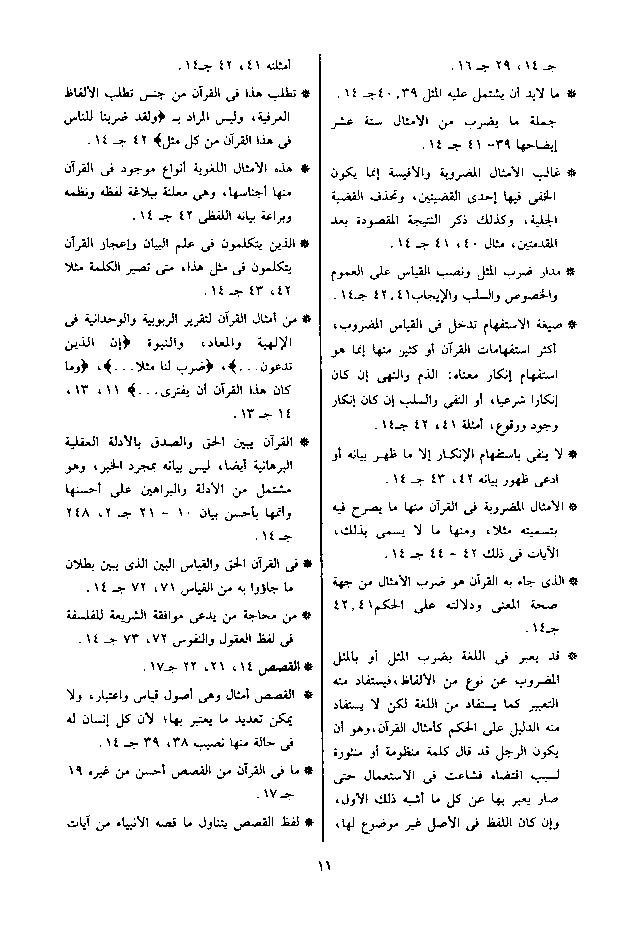 جـ ١٤، ٢٩ جـ ١٦.
* ما لابد أن يشتمل عليه المثل ٣٩،٤٠جـ ١٤.
جملة ما يضرب من الأمثال ستة عشر
إيضاحها ٣٩- ٤١ جـ ١٤.
* غالب الأمثال المضروبة والأقيسة إنما يكون
الخفى فيها إحدى القضيتين، وتحذف القضية
الجلية، وكذلك ذكر النتيجة المقصودة بعد
المقدمتين، مثال ٤٠، ٤١ جـ ١٤.
* مدار ضرب المثل ونصب القياس على العموم
والخصوص والسلب والإيجاب٤١، ٤٢ جـ١٤.
* صيغة الاستفهام تدخل فى القياس المضروب،
أكثر استفهامات القرآن أو كثير منها إنما هو
استفهام إنكار معناه: الذم والنهى إن كان
إنكارا شرعيا، أو النفى والسلب إن كان إنكار
وجود ووقوع، أمثلة ٤١، ٤٢ جـ١٤.
* لا ينفى باستفهام الإنكار إلا ما ظهر بيانه أو
ادعى ظهور بيانه ٤٢، ٤٣ جـ ١٤.
* الأمثال المضروبة فى القرآن منها ما يصرح فيه
بتسميته مثلا، ومنها ما لا يسمى بذلك،
الآيات فى ذلك ٤٢ - ٤٤ جـ ١٤.
* الذى جاء به القرآن هو ضرب الأمثال من جهة
صحة المعنى ودلالته على الحكم٤١، ٤٢
جـ١٤.
* قد يعبر فى اللغة بضرب المثل أو بالمثل
المضروب عن نوع من الألفاظ،فيستفاد منه
التعبير كما يستفاد من اللغة لكن لا يستفاد
منه الدليل على الحكم كأمثال القرآن،وهو أن
يكون الرجل قد قال كلمة منظومة أو منثورة
لسبب اقتضاه فشاعت فى الاستعمال حتى
صار يعبر بها عن كل ما أشبه ذلك الأول،
وإن كان اللفظ فى الأصل غير موضوع لها،
أمثلته ٤١، ٤٢ جـ١٤.
* تطلب هذا فى القرآن من جنس تطلب الألفاظ
العرفية، وليس المراد بـ ﴿ولقد ضربنا للناس
فى هذا القرآن من كل مثل﴾ ٤٢ جـ ١٤.
* هذه الأمثال اللغوية أنواع موجود فى القرآن
منها أجناسها، وهى معلنة ببلاغة لفظه ونظمه
وبراعة بيانه اللفظى ٤٢ جـ ١٤.
* الذين يتكلمون فى علم البيان وإعجاز القرآن
يتكلمون فى مثل هذا، متى تصير الكلمة مثلا
٤٢، ٤٣ جـ ١٤.
* من أمثال القرآن لتقرير الربوبية والوحدانية فى
الإلهية والمعاد، والنبوة ﴿إن الذين
تدعون...﴾، ﴿ضرب لنا مثلا...﴾، ﴿وما
كان هذا القرآن أن يفترى...﴾ ١١، ١٣،
١٤ جـ ١٣.
* القرآن يبين الحق والصدق بالأدلة العقلية
البرهانية أيضا، ليس بيانه بمجرد الخبر، وهو
مشتمل من الأدلة والبراهين على أحسنها
وأتمها بأحسن بيان ١٠ - ٢١ جـ ٢، ٢٤٨
جـ ١٤.
* فى القرآن الحق والقياس البين الذى يبين بطلان
ما جاؤوا به من القياس ٧١، ٧٢ جـ ١٤.
* من محاجة من يدعى موافقة الشريعة للفلسفة
فى لفظ العقول والنفوس ٧٢، ٧٣ جـ ١٤.
* القصص ١٤، ٢١، ٢٢ جـ١٧.
* القصص أمثال وهى أصول قياس واعتبار، ولا
يمكن تعديد ما يعتبر بها؛ لأن كل إنسان له
فى حالة منها نصيب ٣٨، ٣٩ جـ ١٤.
* ما فى القرآن من القصص أحسن من غيره ١٩
جـ ١٧.
* لفظ القصص يتناول ما قصه الأنبياء من آيات
١١